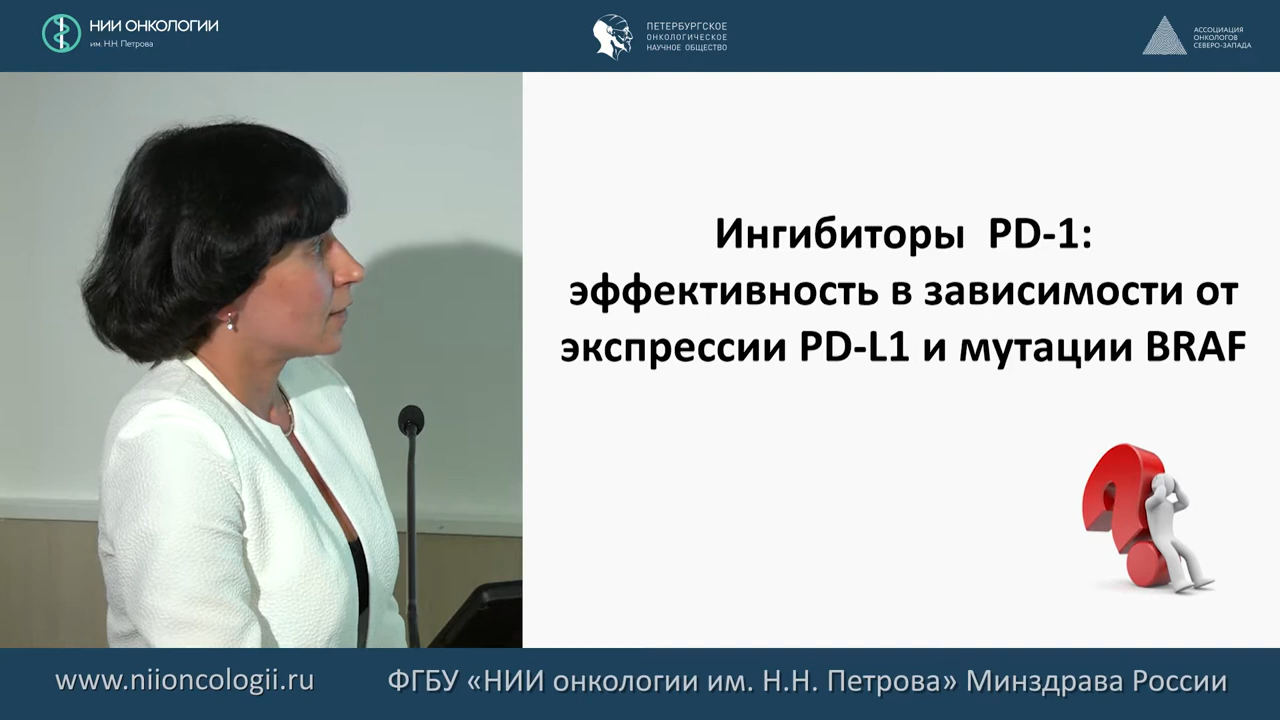 НИИ ОНКОЛОГИИ
им. Н.Н. Петрова
ПЕТЕРБУРГСКОЕ
ОНКОЛОГИЧЕСКОЕ
НАУЧНОЕ ОБЩЕСТВО
АССОЦИАЦИЯ
ОНКОЛОГОВ
СЕВЕРО-ЗАПАДА
Ингибиторы PD-1:
эффективность в зависимости от
экспрессии PD-L1 и мутации BRAF
www.niioncologii.ru
ФГБУ «НИИ онкологии им. Н.Н. Петрова» Минздрава России